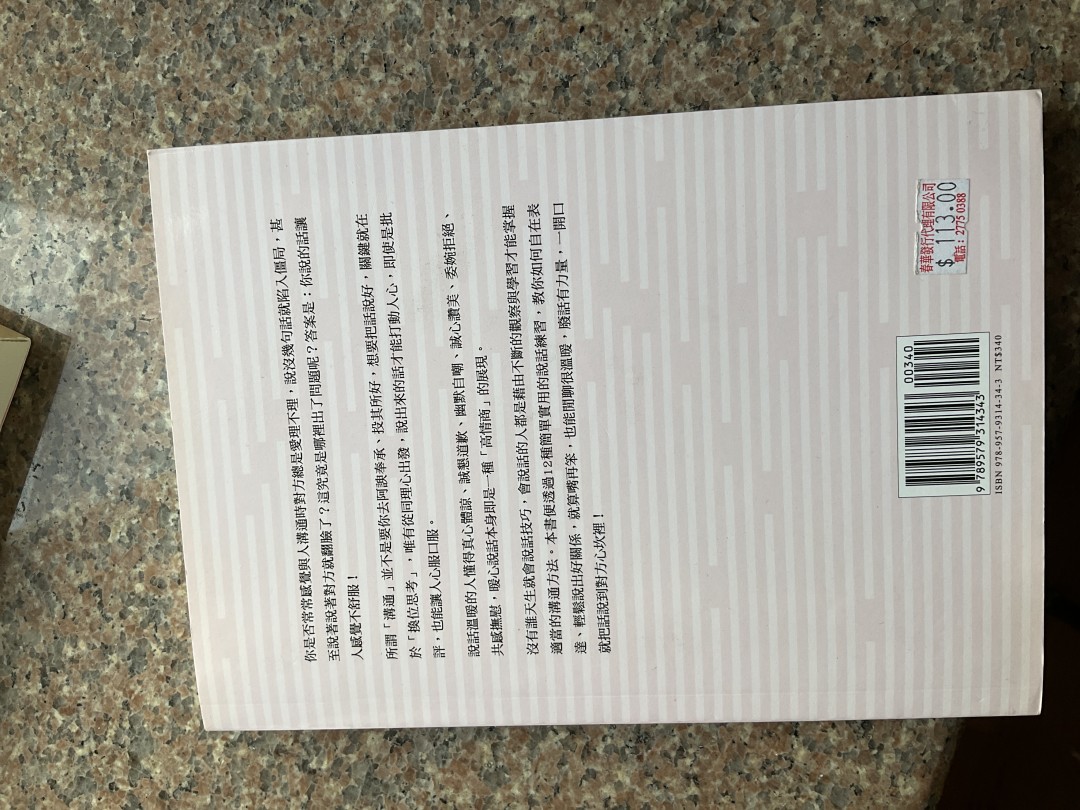 你是否常常感覺與人溝通時對方總是愛理不理，說沒幾句話就陷入僵局，甚
至說著說著對方就翻臉了？這究竟是哪裡出了問題呢？答案是：你說的話讓
人感覺不舒服！
所謂「溝通」並不是要你去阿諛奉承、投其所好，想要把話說好，關鍵就在
於「換位思考」，唯有從同理心出發，說出來的話才能打動人心，即使是批
評，也能讓人心服口服。
說話溫暖的人懂得真心體諒、誠懇道歉、幽默自嘲、誠心讚美、委婉拒絕、
共感撫慰，暖心說話本身即是一種「高情商」的展現。
沒有誰天生就會說話技巧，會說話的人都是藉由不斷的觀察與學習才能掌握
適當的溝通方法。本書便透過12種簡單實用的說話練習，教你如何自在表
達、輕鬆說出好關係，就算嘴再笨，也能閒聊很溫暖，廢話有力量，一開口
就把話說到對方心坎裡！
00340
9 789579 314343
ISBN 978-957-9314-34-3 NT$340
春華發行代理有限公司
$ 113.00
電話：2775 0388